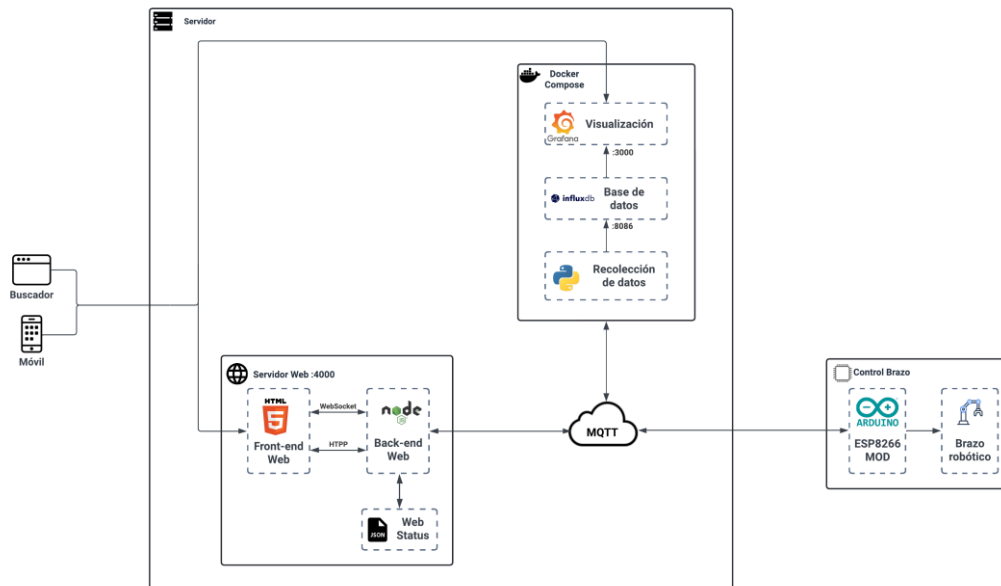 Servidor
Docker
Compose
Grafana
Visualización
:3000
influxdb
Base de
datos
:8086
Recolección
de datos
Buscador
Móvil
Servidor Web :4000
HTML
5
Front-end
Web
WebSocket
HTPP
node
JS
Back-end
Web
JSON
Web
Status
MQTT
Control Brazo
ARDUINO
ESP8266
MOD
Brazo
robótico